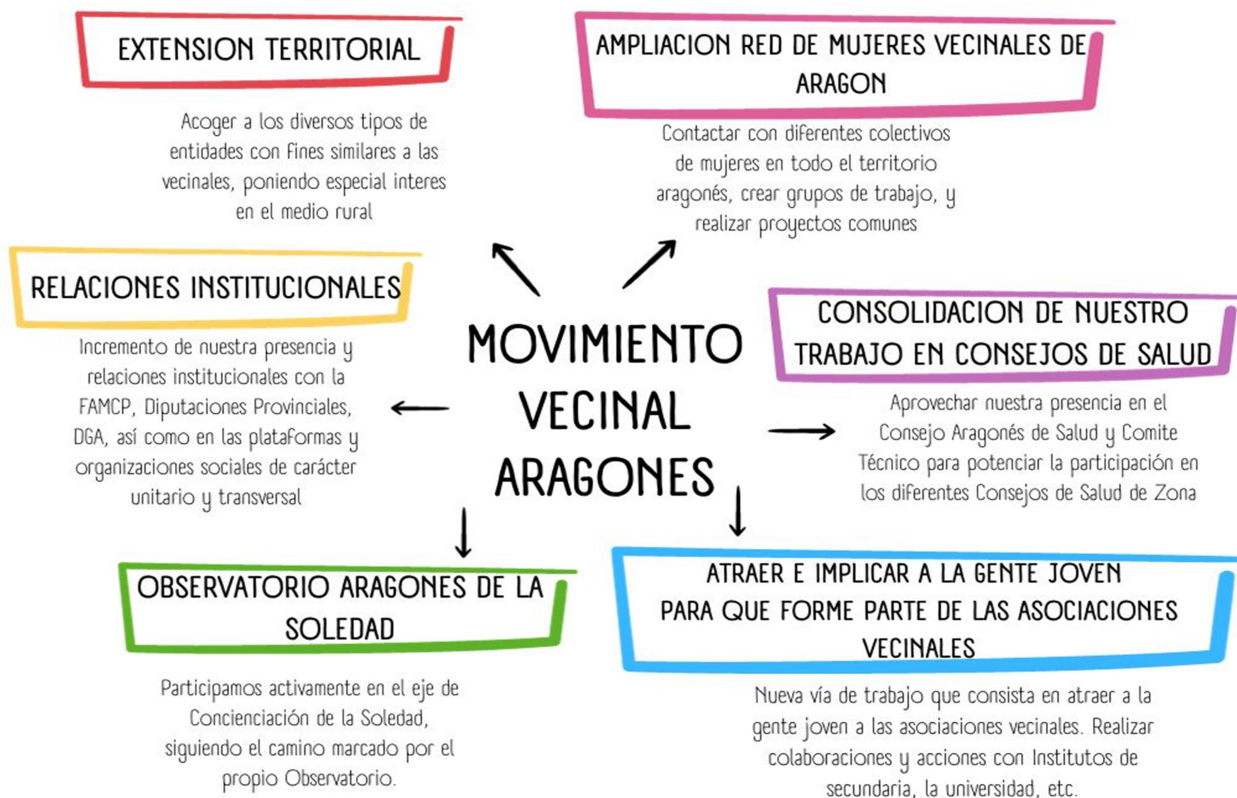 EXTENSION TERRITORIAL
Acoger a los diversos tipos de
entidades con fines similares a las
vecinales, poniendo especial interes
en el medio rural
AMPLIACION RED DE MUJERES VECINALES DE
ARAGON
Contactar con diferentes colectivos
de mujeres en todo el territorio
aragonés, crear grupos de trabajo, y
realizar proyectos comunes
RELACIONES INSTITUCIONALES
Incremento de nuestra presencia y
relaciones institucionales con la
FAMCP, Diputaciones Provinciales,
DGA, así como en las plataformas y
organizaciones sociales de carácter
unitario y transversal
MOVIMIENTO
VECINAL
ARAGONES
CONSOLIDACION DE NUESTRO
TRABAJO EN CONSEJOS DE SALUD
Aprovechar nuestra presencia en el
Consejo Aragonés de Salud y Comite
Técnico para potenciar la participación en
los diferentes Consejos de Salud de Zona
OBSERVATORIO ARAGONES DE LA
SOLEDAD
Participamos activamente en el eje de
Concienciación de la Soledad,
siguiendo el camino marcado por el
propio Observatorio.
ATRAER E IMPLICAR A LA GENTE JOVEN
PARA QUE FORME PARTE DE LAS ASOCIACIONES
VECINALES
Nueva vía de trabajo que consista en atraer a la
gente joven a las asociaciones vecinales. Realizar
colaboraciones y acciones con Institutos de
secundaria, la universidad, etc.